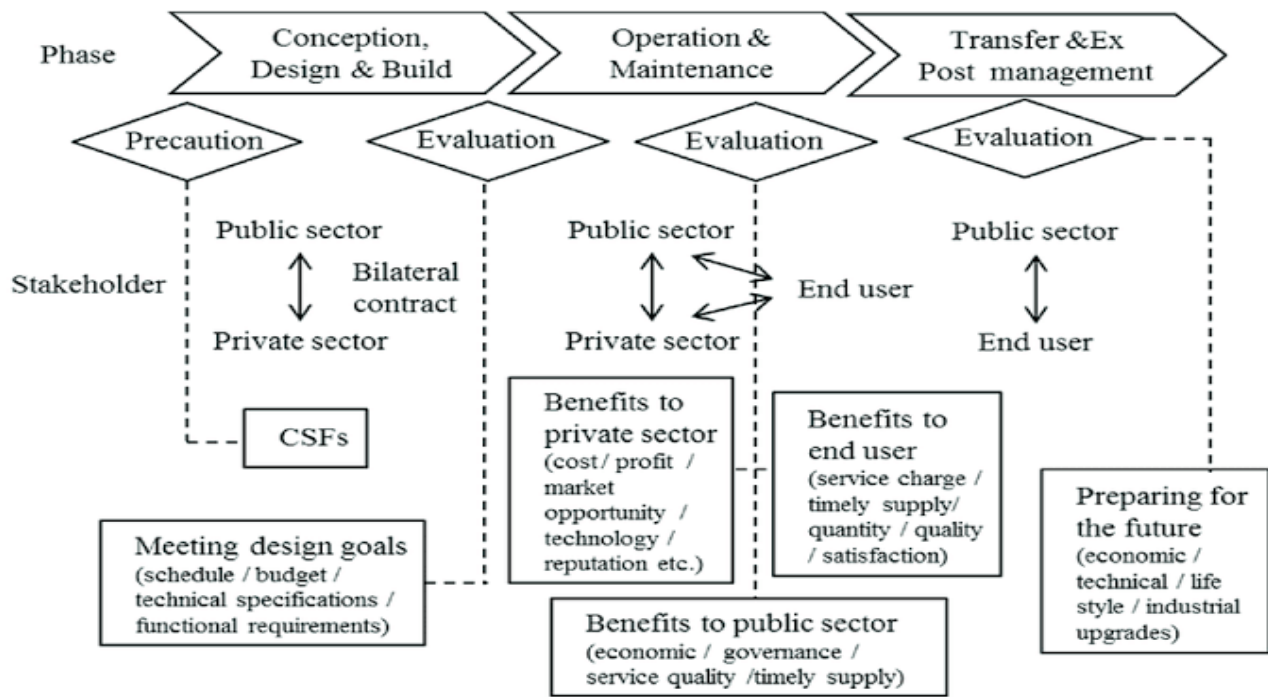 Phase
Conception,
Design & Build
Operation &
Maintenance
Transfer &Ex
Post management
Precaution
Evaluation
Evaluation
Evaluation
Stakeholder
Public sector
Bilateral
contract
Private sector
Public sector
End user
Private sector
Public sector
End user
CSFs
Meeting design goals
(schedule / budget /
technical specifications /
functional requirements)
Benefits to
private sector
(cost/ profit /
market
opportunity /
technology /
reputation etc.)
Benefits to
end user
(service charge /
timely supply/
quantity / quality
/ satisfaction)
Benefits to public sector
(economic / governance /
service quality /timely supply)
Preparing for
the future
(economic /
technical / life
style / industrial
upgrades)